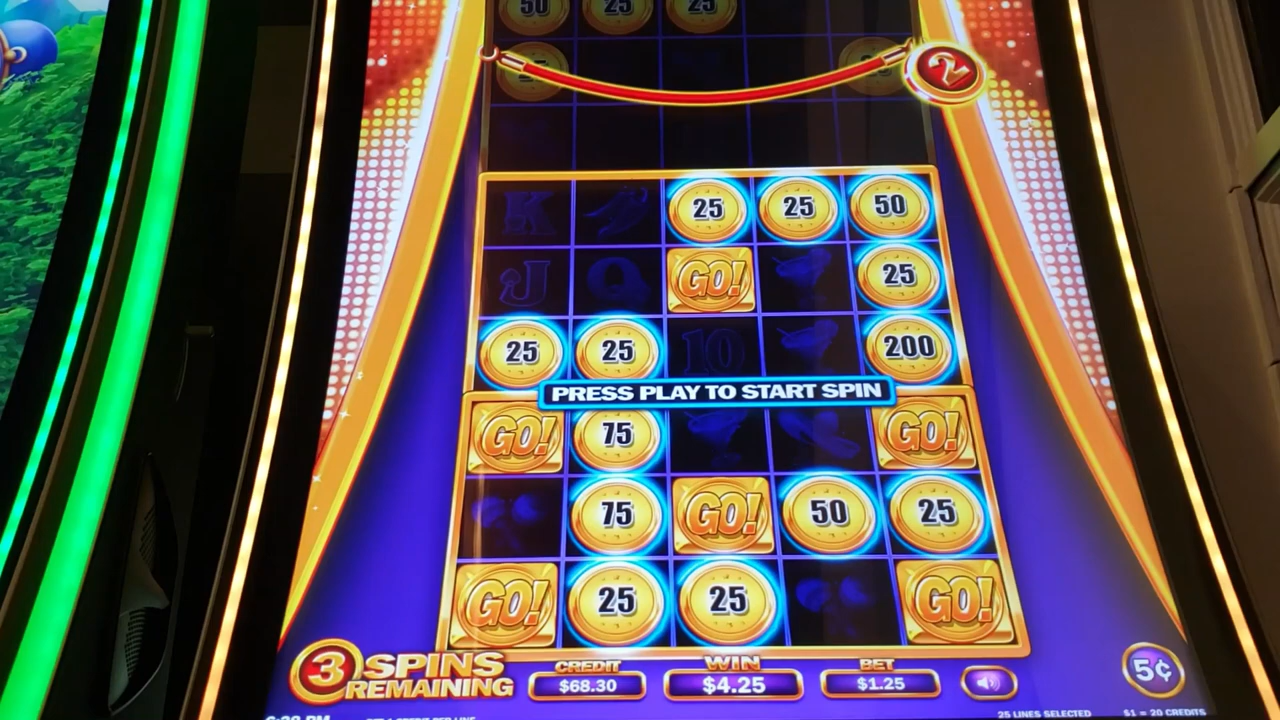 50 25 25
25 25
2
K 25 25 50
J Q GO! 25
25 25 10 200
PRESS PLAY TO START SPIN
GO! 75 GO!
75 GO! 50 25
GO! 25 25 GO!
3 SPINS
REMAINING
CREDIT WIN BET
$68.30 $4.25 $1.25 5¢
25 LINES SELECTED $1 = 20 CREDITS